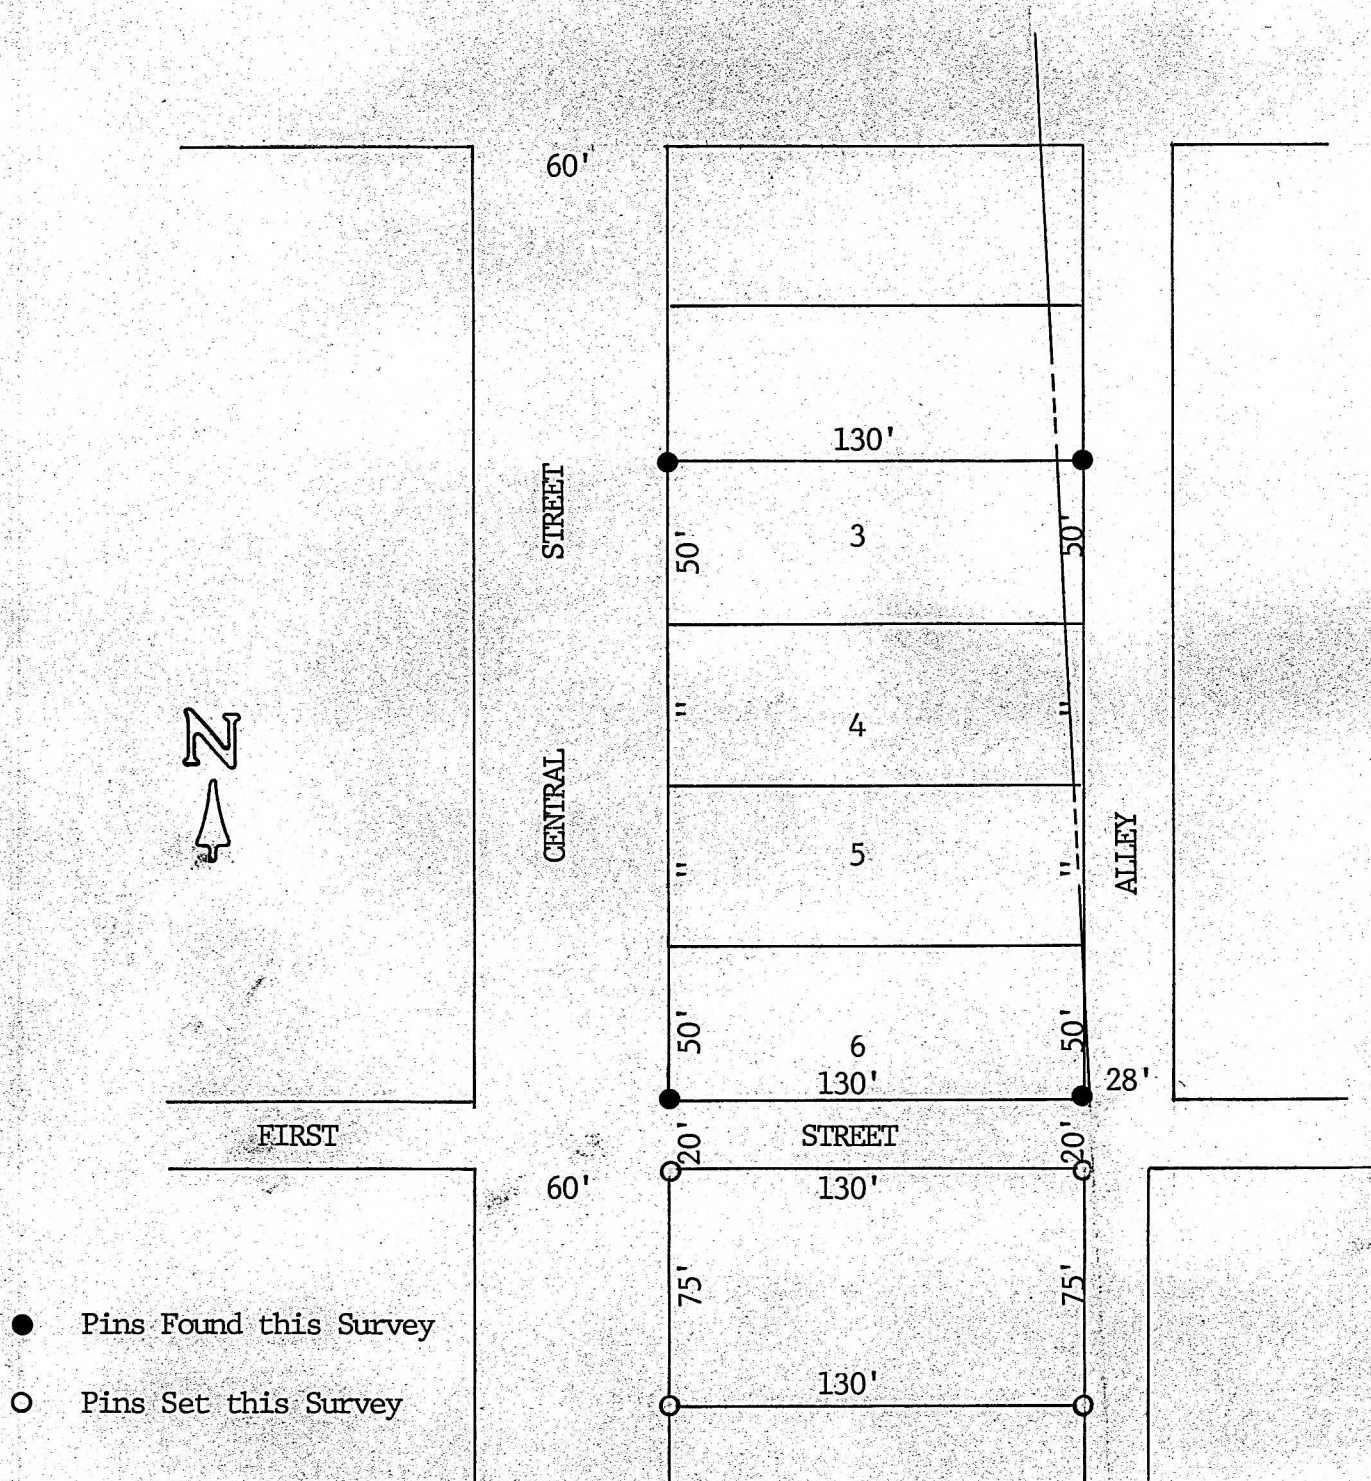 60'
130'
STREET
50'
3
50'
"
4
"
N
CENTRAL
"
5
"
ALLEY
50'
6
50'
130'
28'
FIRST
STREET
20'
20'
60'
130'
75'
75'
Pins Found this Survey
130'
Pins Set this Survey